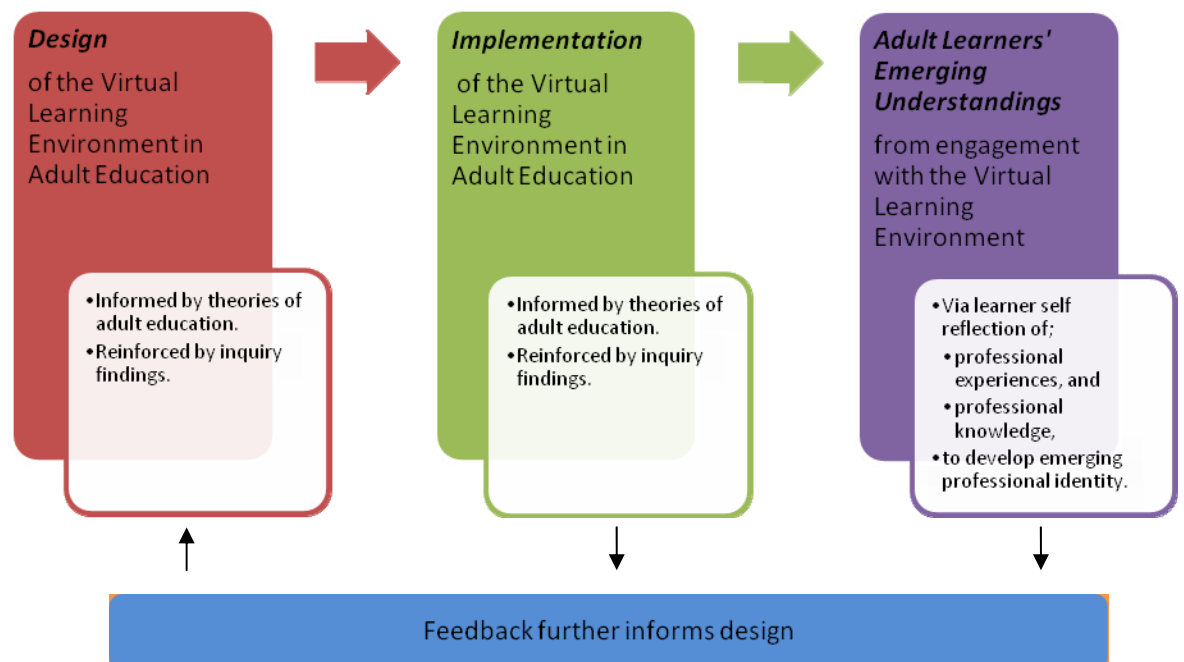 Design
of the Virtual
Learning
Environment in
Adult Education
•Informed by theories of
adult education.
•Reinforced by inquiry
findings.
Implementation
of the Virtual
Learning
Environment in
Adult Education
•Informed by theories of
adult education.
•Reinforced by inquiry
findings.
Adult Learners'
Emerging
Understandings
from engagement
with the Virtual
Learning
Environment
•Via learner self
reflection of;
•professional
experiences, and
•professional
knowledge,
•to develop emerging
professional identity.
Feedback further informs design